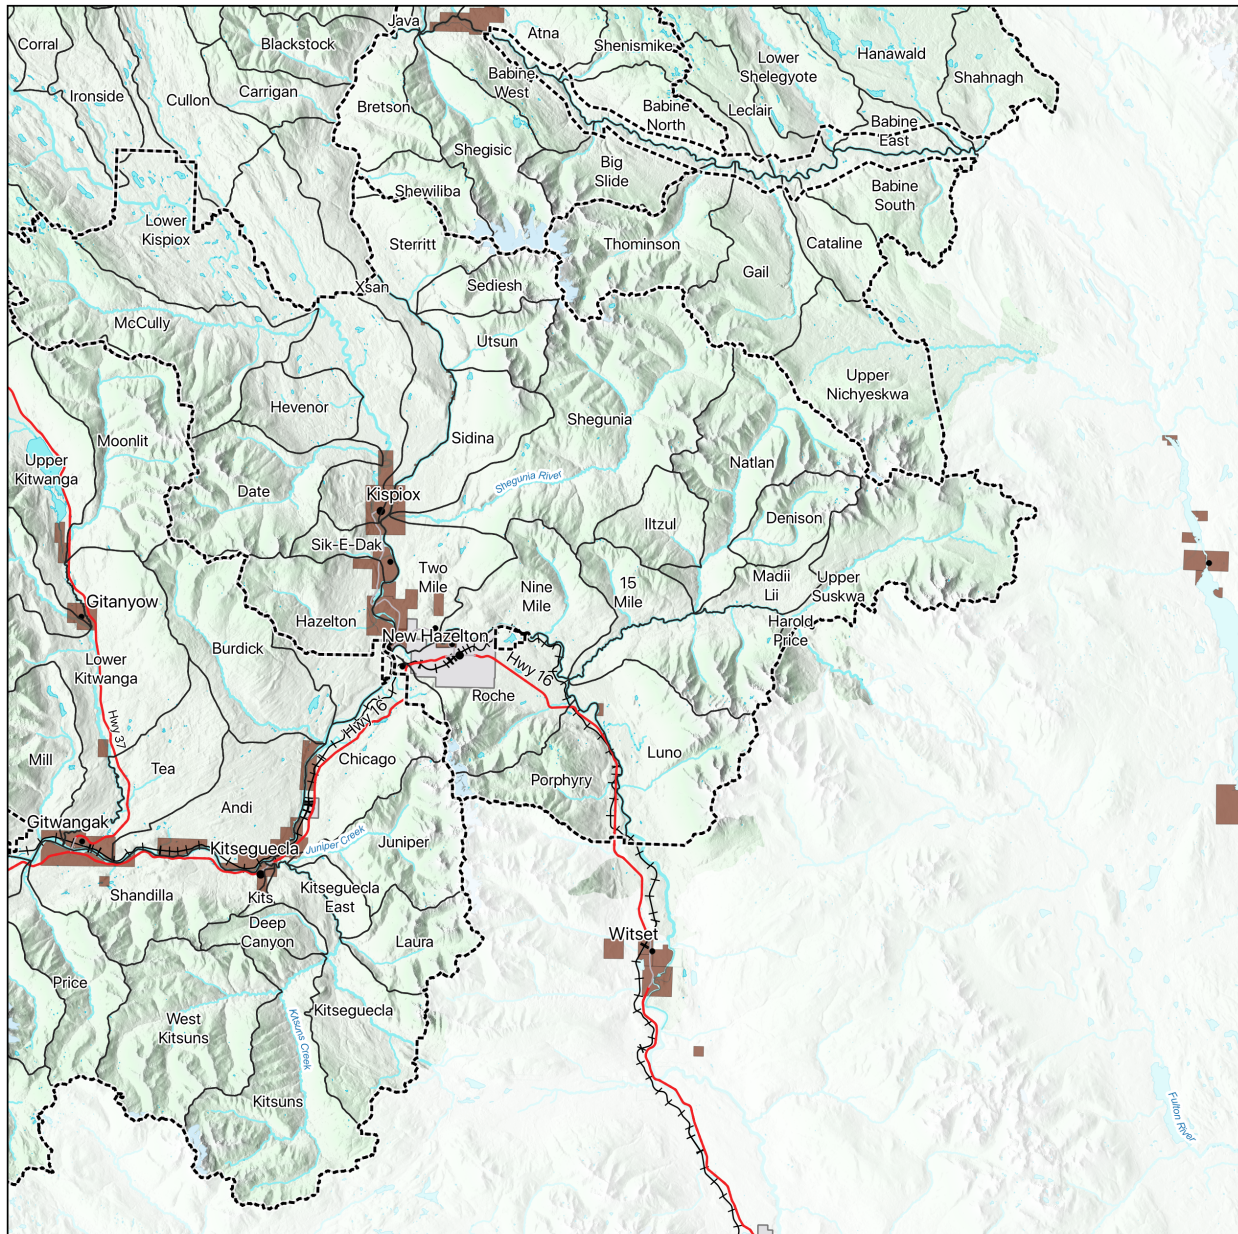 Java
Corral
Blackstock
Atna
Shenismike
Lower
Shelegyote
Hanawald
Shahnagh
Ironside
Cullon
Carrigan
Bretson
Babine
West
Babine
North
Leclair
Babine
East
Shegisic
Big
Slide
Shewiliba
Babine
South
Lower
Kispiox
Sterritt
Thominson
Cataline
Gail
Xsan
Sediesh
McCully
Utsun
Upper
Nichyeskwa
Hevenor
Shegunia
Moonlit
Sidina
Upper
Kitwanga
Natlan
Shegunia River
Date
Kispiox
Iltzul
Denison
Sik-E-Dak
Two
Mile
Nine
Mile
15
Mile
Madii
Lii
Upper
Suskwa
Gitanyow
Hazelton
Harold
Price
New Hazelton
Burdick
Lower
Kitwanga
Hwy 16
Roche
Hwy 37
Hwy 16
Luno
Mill
Tea
Chicago
Porphyry
Andi
Gitwangak
Juniper Creek
Juniper
Kitseguecla
Shandilla
Kits
Kitseguecla
East
Deep
Canyon
Laura
Witset
Price
West
Kitsuns
Kitseguecla
Kitsuns Creek
Kitsuns
Fulton River